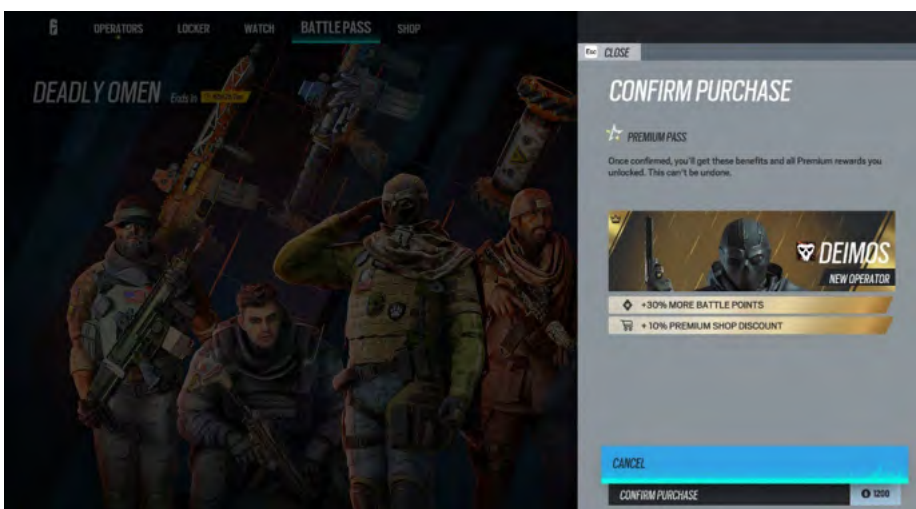 OPERATORS LOCKER WATCH BATTLE PASS SHOP
DEADLY OMEN Ends in
Esc CLOSE
CONFIRM PURCHASE
PREMIUM PASS
Once confirmed, you'll get these benefits and all Premium rewards you
unlocked. This can't be undone.
DEIMOS
NEW OPERATOR
+30% MORE BATTLE POINTS
+10% PREMIUM SHOP DISCOUNT
CANCEL
CONFIRM PURCHASE 1200